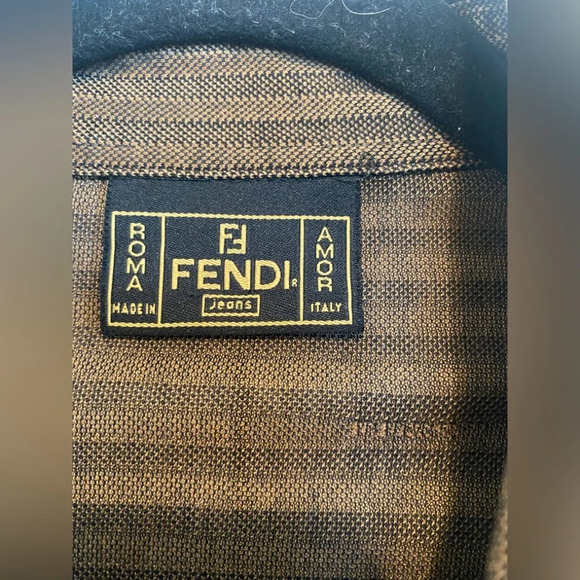 ROMA
FF
FENDI®
jeans
AMOR
MADE IN
ITALY